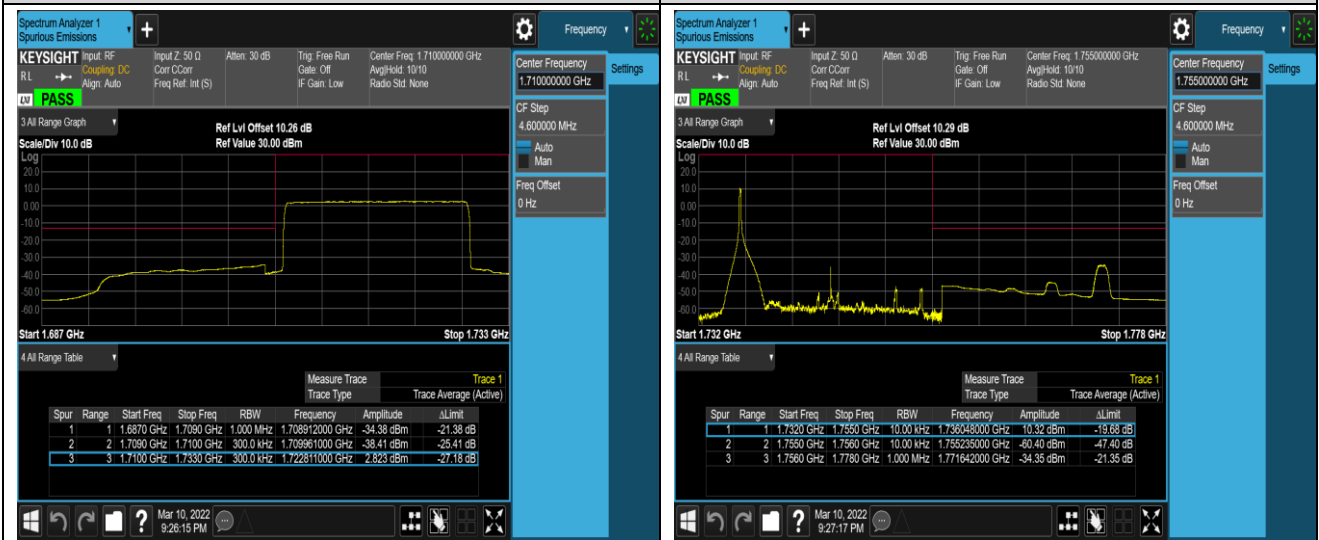 Spectrum Analyzer 1
Spurious Emissions
+
Frequency
KEYSIGHT Input: RF Input Z: 50 Ω Atten: 30 dB Trig: Free Run Center Freq: 1.710000000 GHz
R L Coupling: DC Corr CCorr Gate: Off Avg|Hold: 10/10
Align: Auto Freq Ref: Int (S) IF Gain: Low Radio Std: None
LXI PASS
Center Frequency
1.710000000 GHz
Settings
CF Step
4.600000 MHz
Auto
Man
Freq Offset
0 Hz
3 All Range Graph
Ref Lvl Offset 10.26 dB
Scale/Div 10.0 dB Ref Value 30.00 dBm
Log
20.0
10.0
0.00
-10.0
-20.0
-30.0
-40.0
-50.0
-60.0
Start 1.687 GHz Stop 1.733 GHz
4 All Range Table
Measure Trace Trace 1
Trace Type Trace Average (Active)
Spur Range Start Freq Stop Freq RBW Frequency Amplitude ΔLimit
1 1 1.6870 GHz 1.7090 GHz 1.000 MHz 1.708912000 GHz -34.38 dBm -21.38 dB
2 2 1.7090 GHz 1.7100 GHz 300.0 kHz 1.709961000 GHz -38.41 dBm -25.41 dB
3 3 1.7100 GHz 1.7330 GHz 300.0 kHz 1.722811000 GHz 2.823 dBm -27.18 dB
?
Mar 10, 2022
9:26:15 PM
Spectrum Analyzer 1
Spurious Emissions
+
Frequency
KEYSIGHT Input: RF Input Z: 50 Ω Atten: 30 dB Trig: Free Run Center Freq: 1.755000000 GHz
R L Coupling: DC Corr CCorr Gate: Off Avg|Hold: 10/10
Align: Auto Freq Ref: Int (S) IF Gain: Low Radio Std: None
LXI PASS
Center Frequency
1.755000000 GHz
Settings
CF Step
4.600000 MHz
Auto
Man
Freq Offset
0 Hz
3 All Range Graph
Ref Lvl Offset 10.29 dB
Scale/Div 10.0 dB Ref Value 30.00 dBm
Log
20.0
10.0
0.00
-10.0
-20.0
-30.0
-40.0
-50.0
-60.0
Start 1.732 GHz Stop 1.778 GHz
4 All Range Table
Measure Trace Trace 1
Trace Type Trace Average (Active)
Spur Range Start Freq Stop Freq RBW Frequency Amplitude ΔLimit
1 1 1.7320 GHz 1.7550 GHz 10.00 kHz 1.736048000 GHz 10.32 dBm -19.68 dB
2 2 1.7550 GHz 1.7560 GHz 10.00 kHz 1.755235000 GHz -60.40 dBm -47.40 dB
3 3 1.7560 GHz 1.7780 GHz 1.000 MHz 1.771642000 GHz -34.35 dBm -21.35 dB
?
Mar 10, 2022
9:27:17 PM